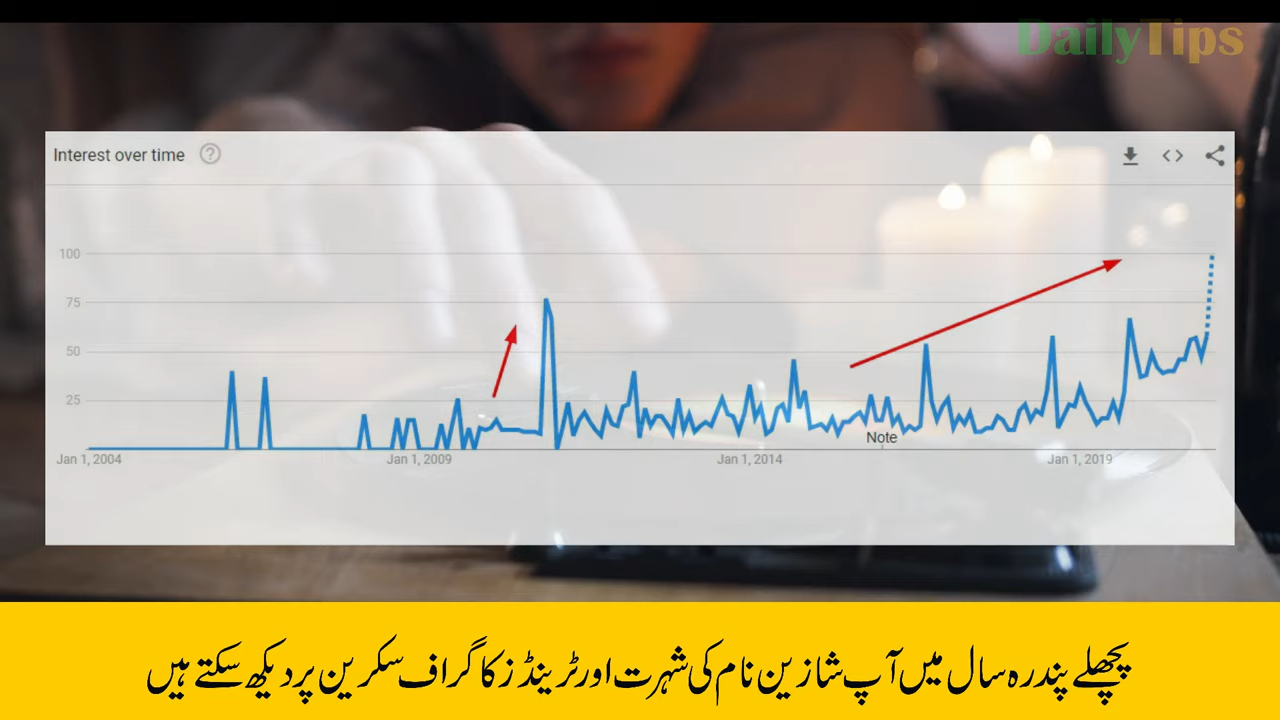 DailyTips
Interest over time
100
75
50
25
Note
Jan 1, 2004 Jan 1, 2009 Jan 1, 2014 Jan 1, 2019
پچھلے پندرہ سال میں آپ شازین نام کی شہرت اور ٹرینڈز کا گراف سکرین پر دیکھ سکتے ہیں